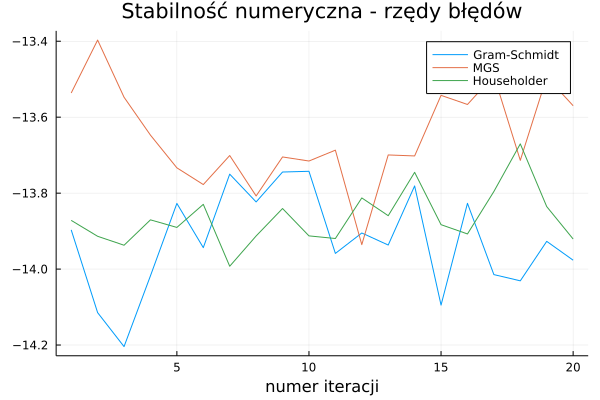 Stabilność numeryczna - rzędy błędów
Gram-Schmidt
MGS
Householder
−13.4
−13.6
−13.8
−14.0
−14.2
5
10
15
20
numer iteracji